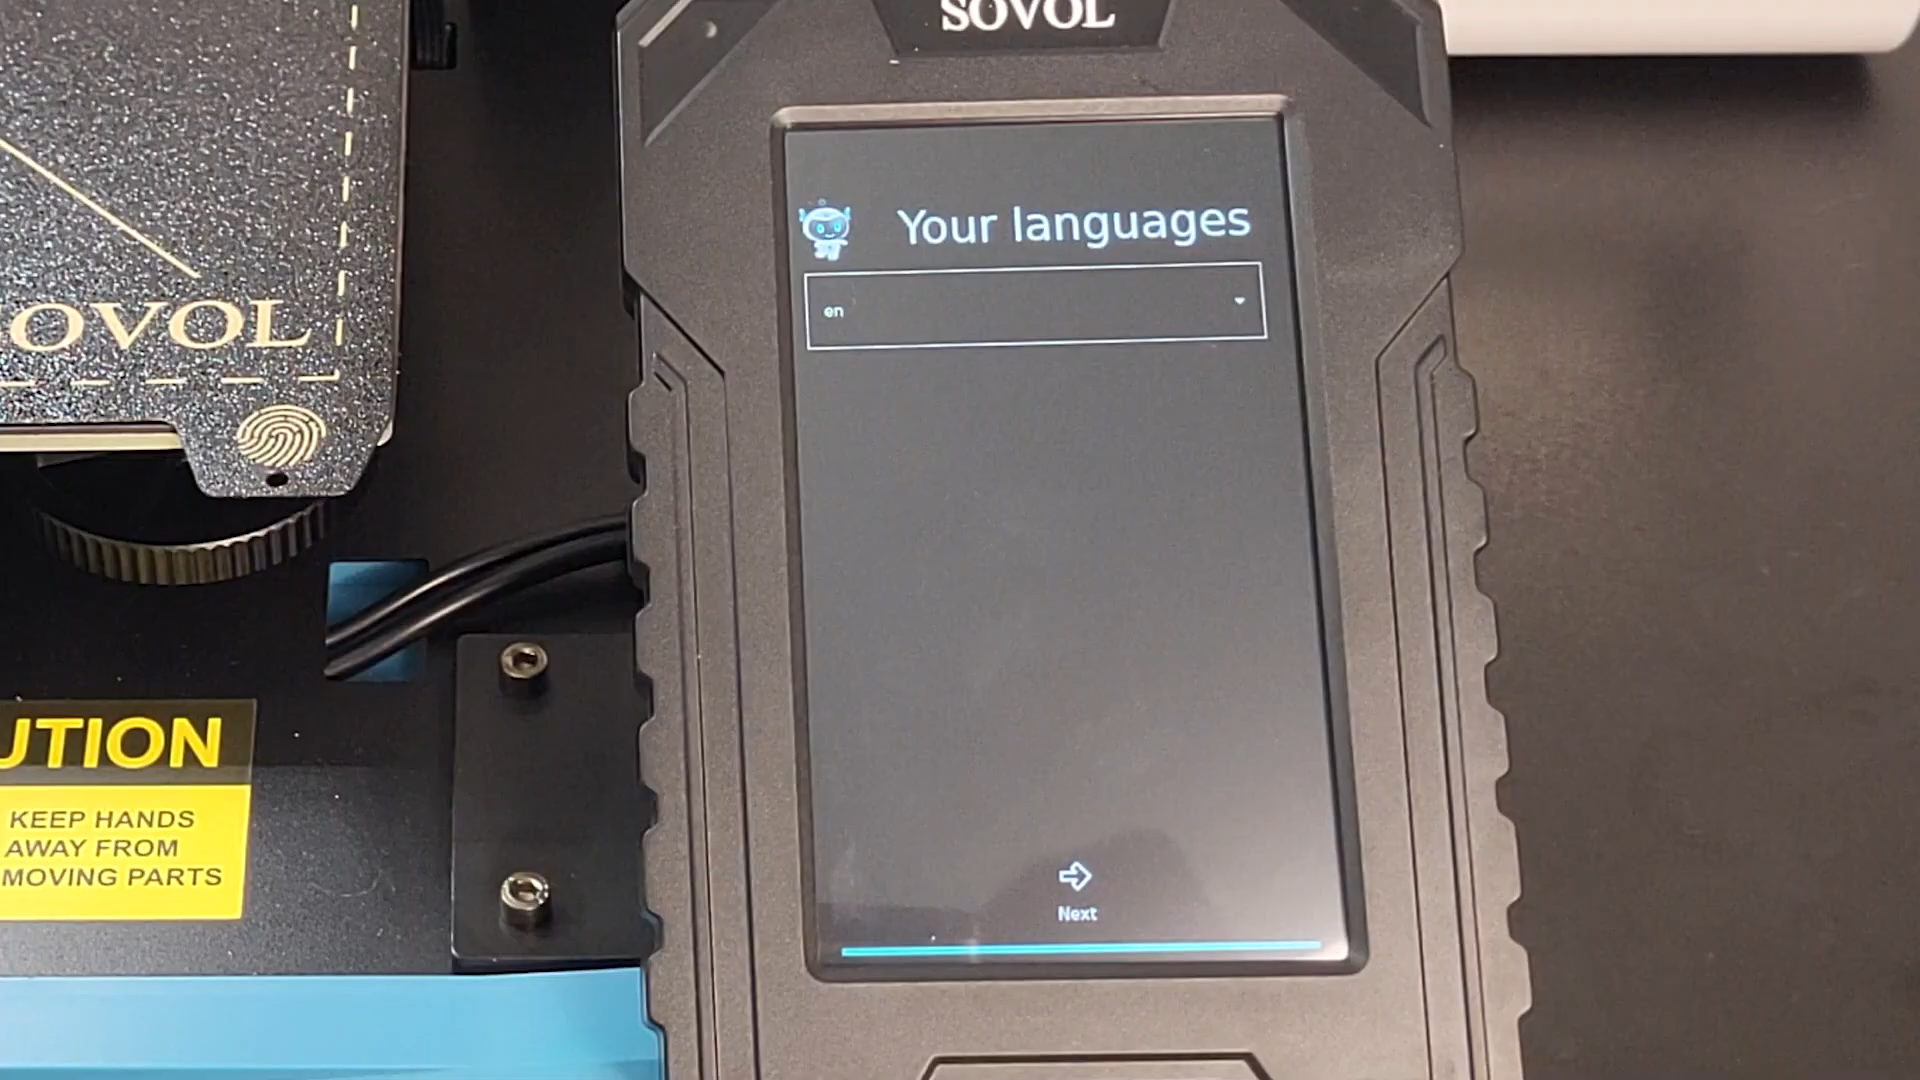 SOVOL
Your languages
en
Next
OVOL
UTION
KEEP HANDS
AWAY FROM
MOVING PARTS